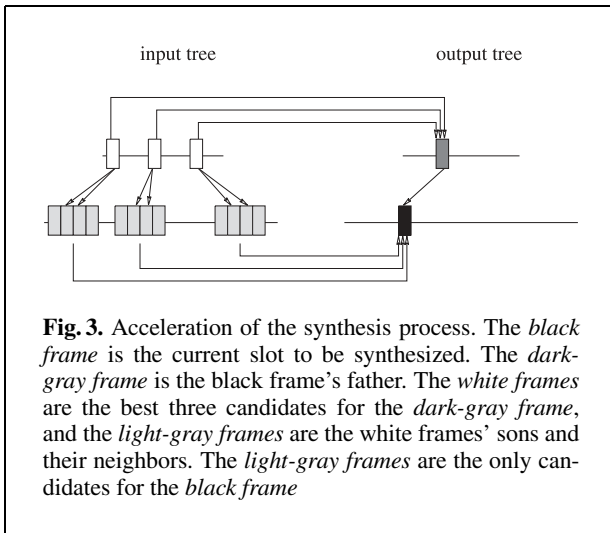 input tree
output tree
Fig. 3. Acceleration of the synthesis process. The black
frame is the current slot to be synthesized. The dark-
gray frame is the black frame's father. The white frames
are the best three candidates for the dark-gray frame,
and the light-gray frames are the white frames' sons and
their neighbors. The light-gray frames are the only can-
didates for the black frame